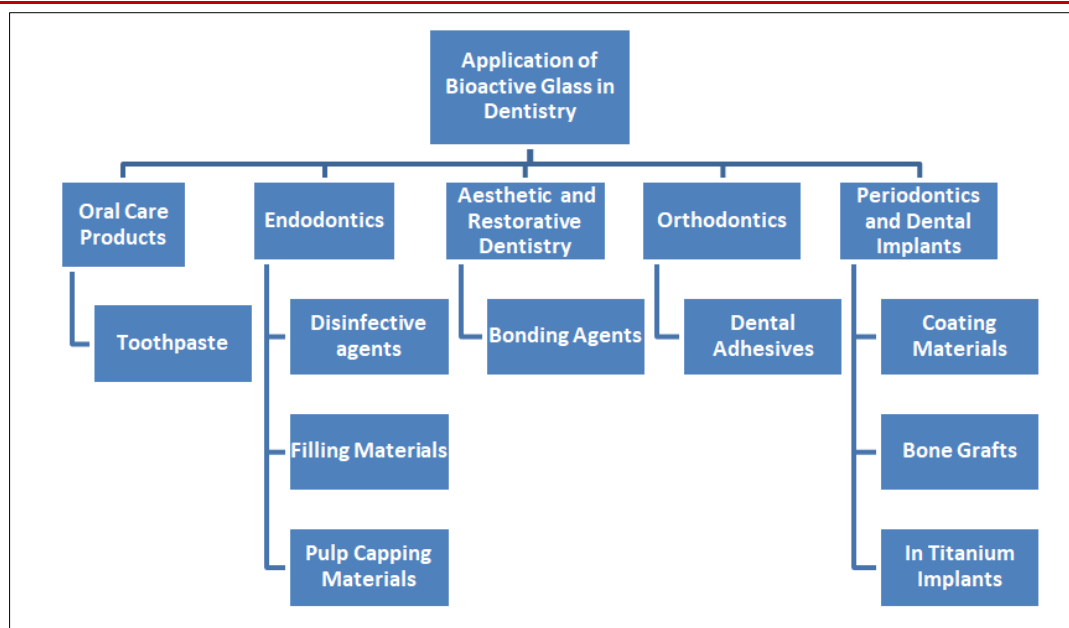 Application of
Bioactive Glass in
Dentistry
Oral Care
Products
Endodontics
Aesthetic and
Restorative
Dentistry
Orthodontics
Periodontics
and Dental
Implants
Toothpaste
Disinfective
agents
Bonding Agents
Dental
Adhesives
Coating
Materials
Filling Materials
Bone Grafts
Pulp Capping
Materials
In Titanium
Implants